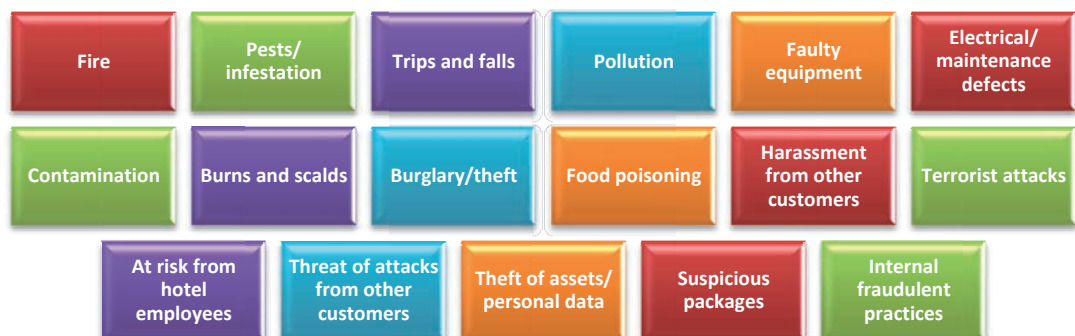 Fire
Pests/
infestation
Trips and falls
Pollution
Faulty
equipment
Electrical/
maintenance
defects
Contamination
Burns and scalds
Burglary/theft
Food poisoning
Harassment
from other
customers
Terrorist attacks
At risk from
hotel
employees
Threat of attacks
from other
customers
Theft of assets/
personal data
Suspicious
packages
Internal
fraudulent
practices